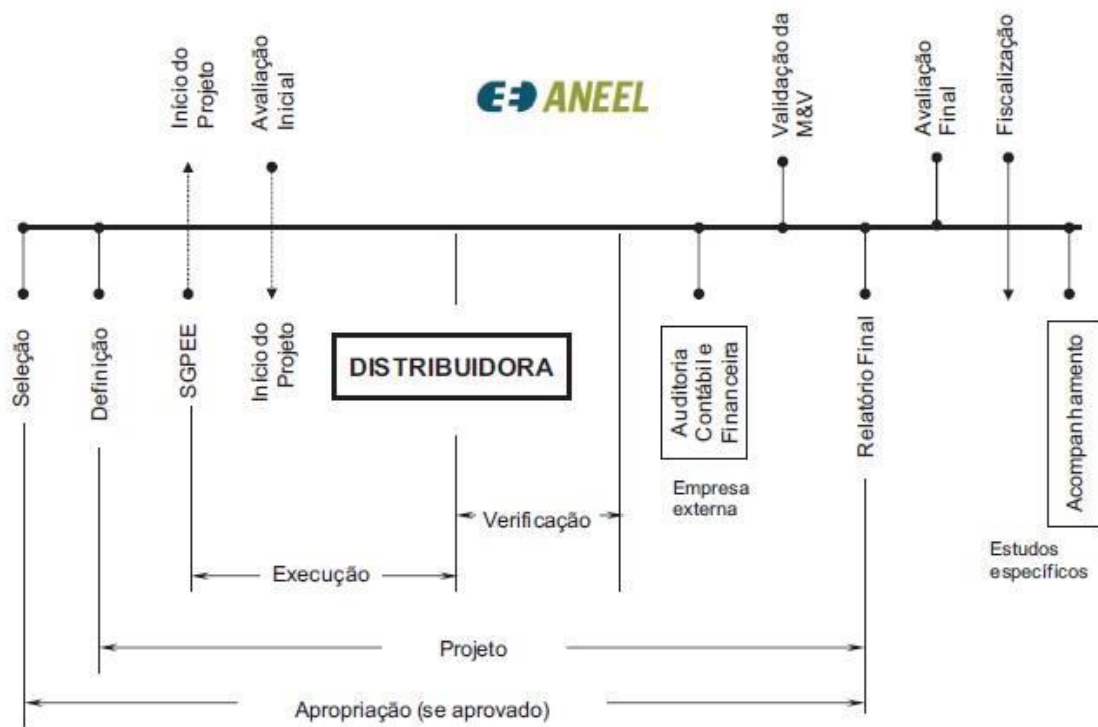 Início do
Projeto
Avaliação
Inicial
ANEEL
Validação da
M&V
Avaliação
Final
Fiscalização
Seleção
Definição
SGPEE
Início do
Projeto
DISTRIBUIDORA
Auditoria
Contábil e
Financeira
Empresa
externa
Relatório Final
Acompanhamento
Estudos
específicos
Verificação
Execução
Projeto
Apropriação (se aprovado)